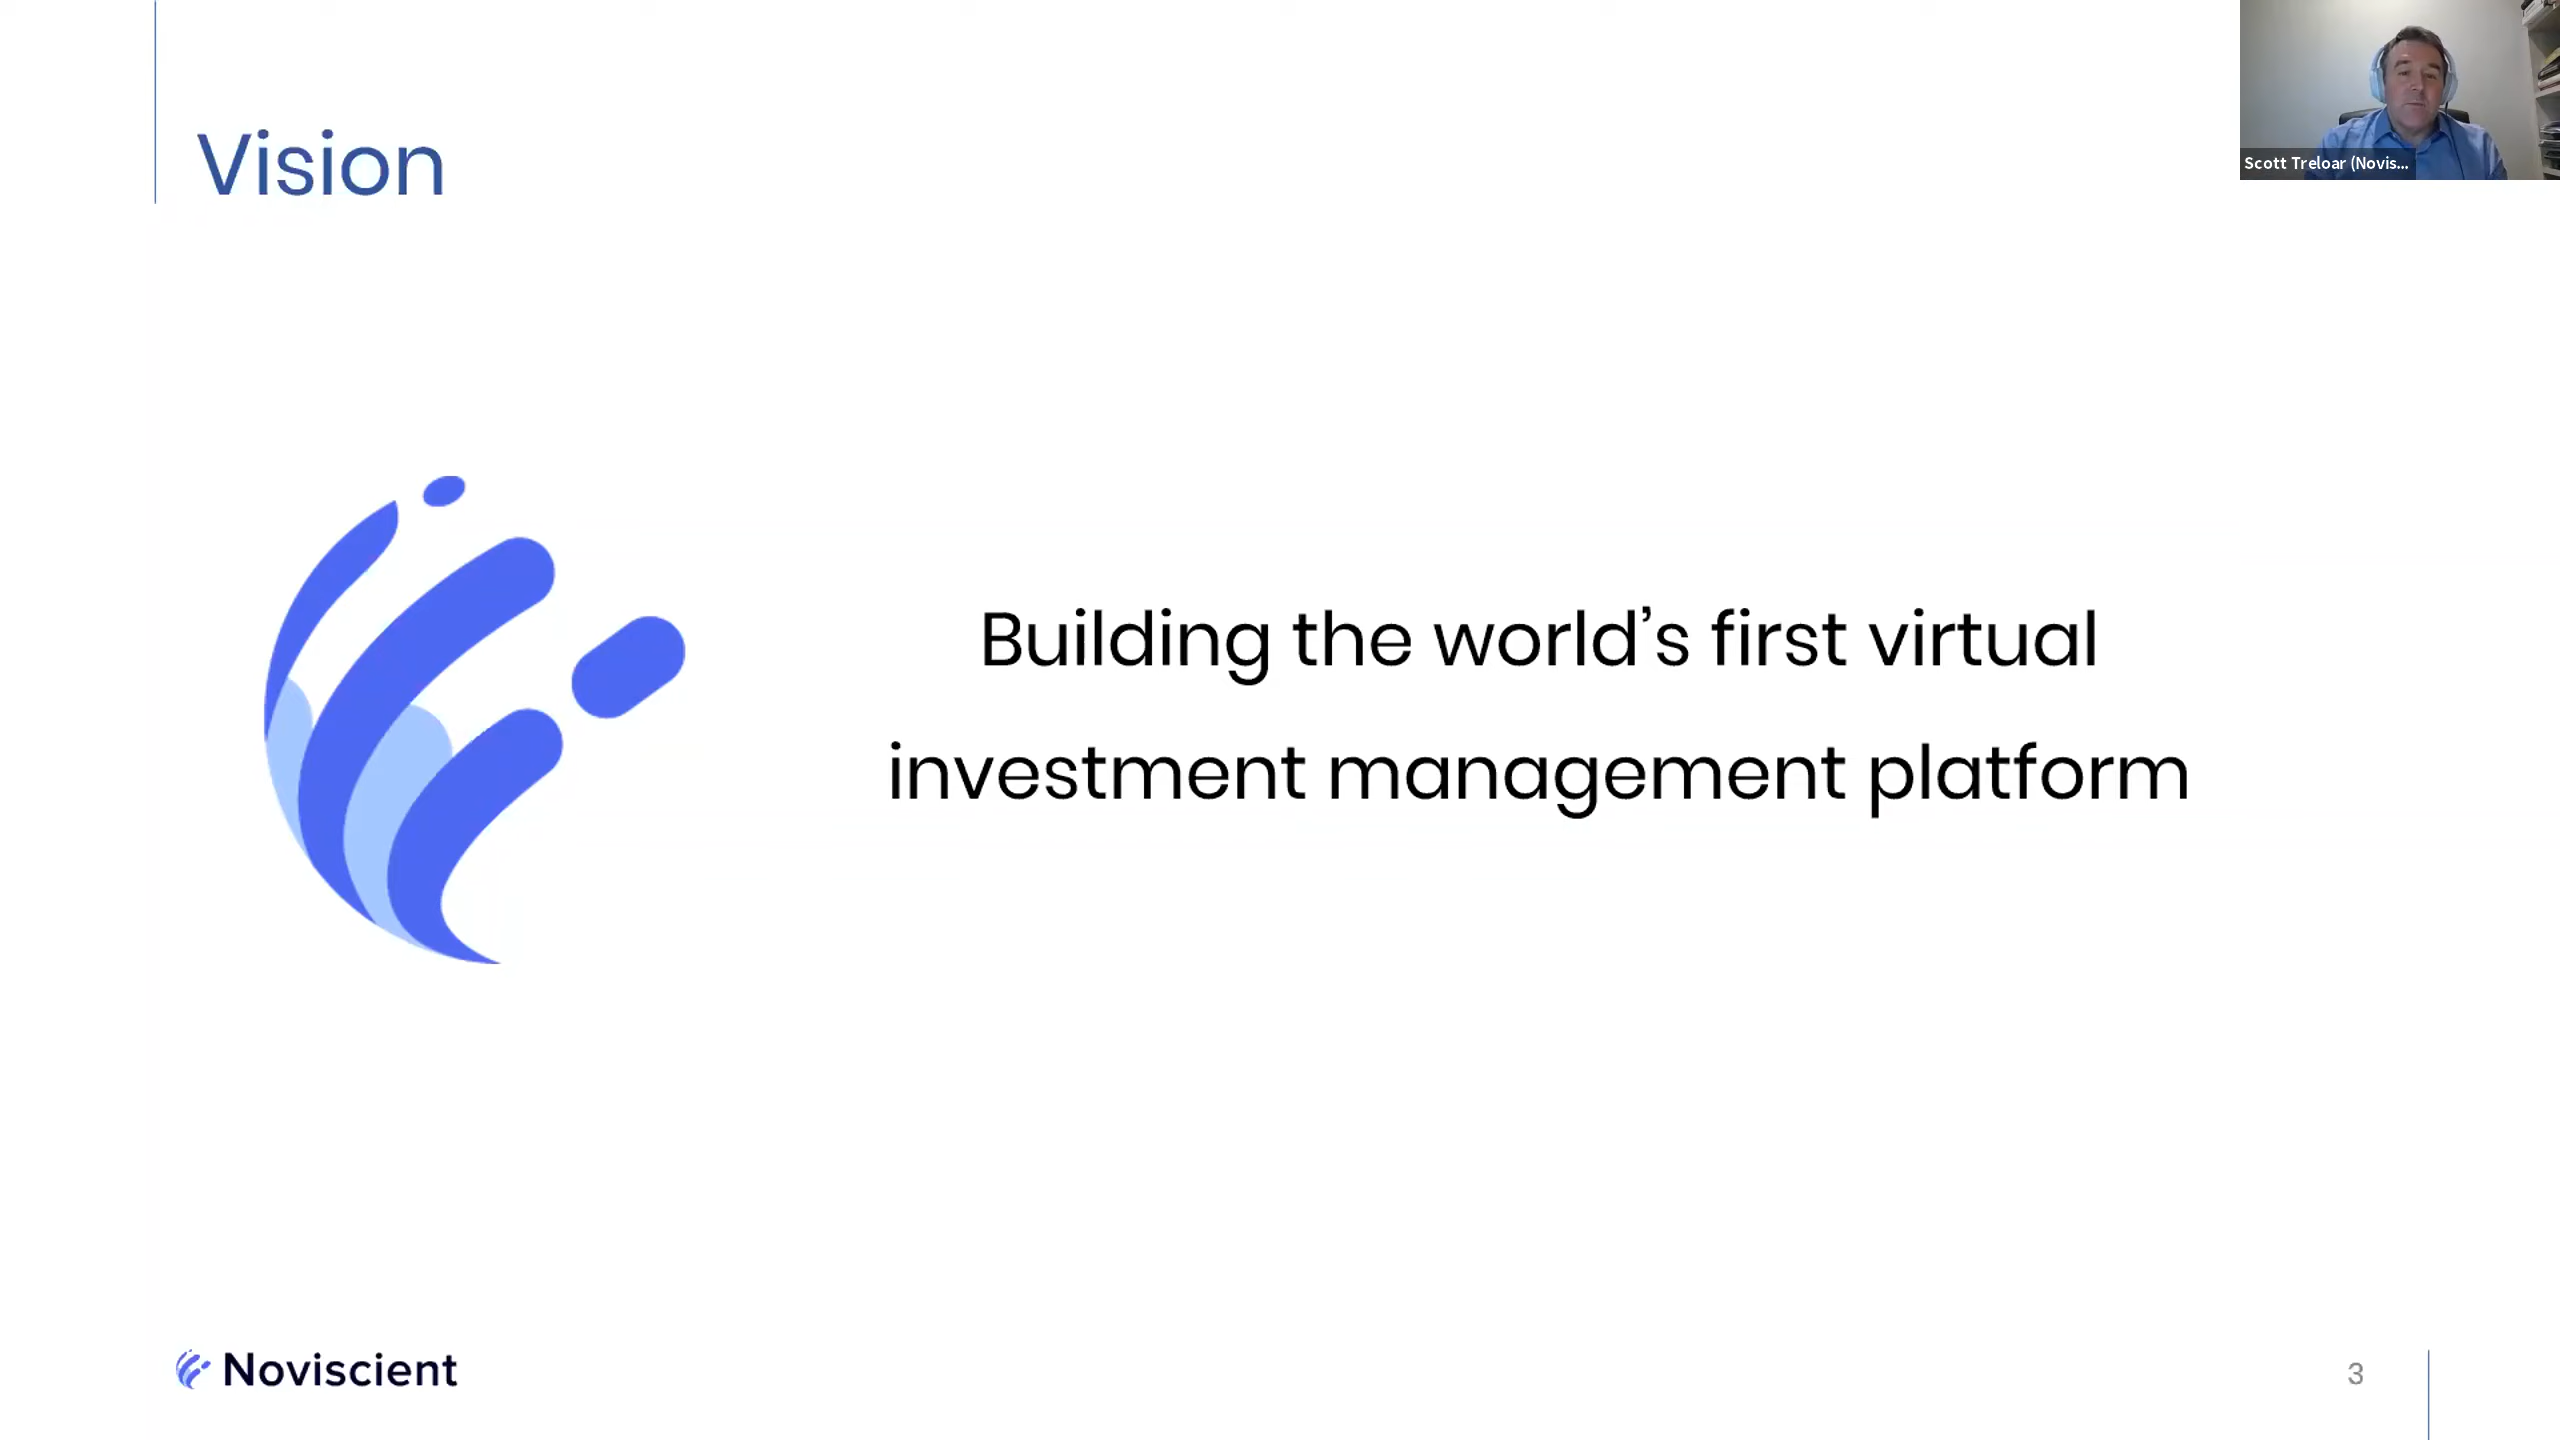 Scott Treloar (Novis...
Vision
Building the world’s first virtual
investment management platform
Noviscient
3